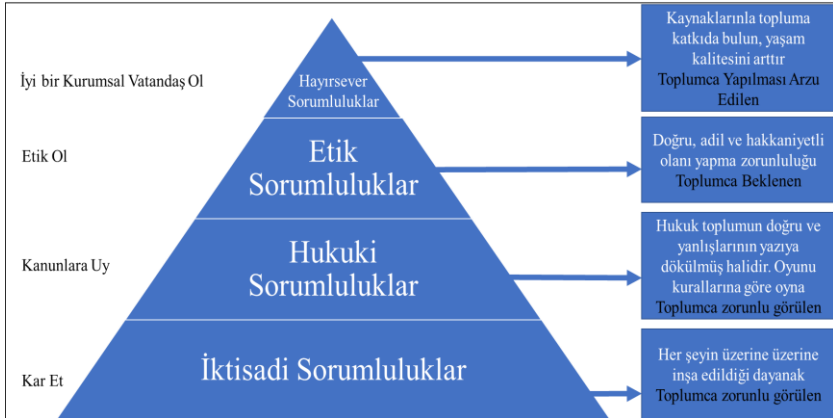 İyi bir Kurumsal Vatandaş Ol
Hayırsever
Sorumluluklar
Kaynaklarınla topluma
katkıda bulun, yaşam
kalitesini arttır
Toplumca Yapılması Arzu
Edilen
Etik Ol
Etik
Sorumluluklar
Doğru, adil ve hakkaniyetli
olanı yapma zorunluluğu
Toplumca Beklenen
Kanunlara Uy
Hukuki
Sorumluluklar
Hukuk toplumun doğru ve
yanlışlarının yazıya
dökülmüş halidir. Oyunu
kurallarına göre oyna
Toplumca zorunlu görülen
Kar Et
İktisadi Sorumluluklar
Her şeyin üzerine üzerine
inşa edildiği dayanak
Toplumca zorunlu görülen